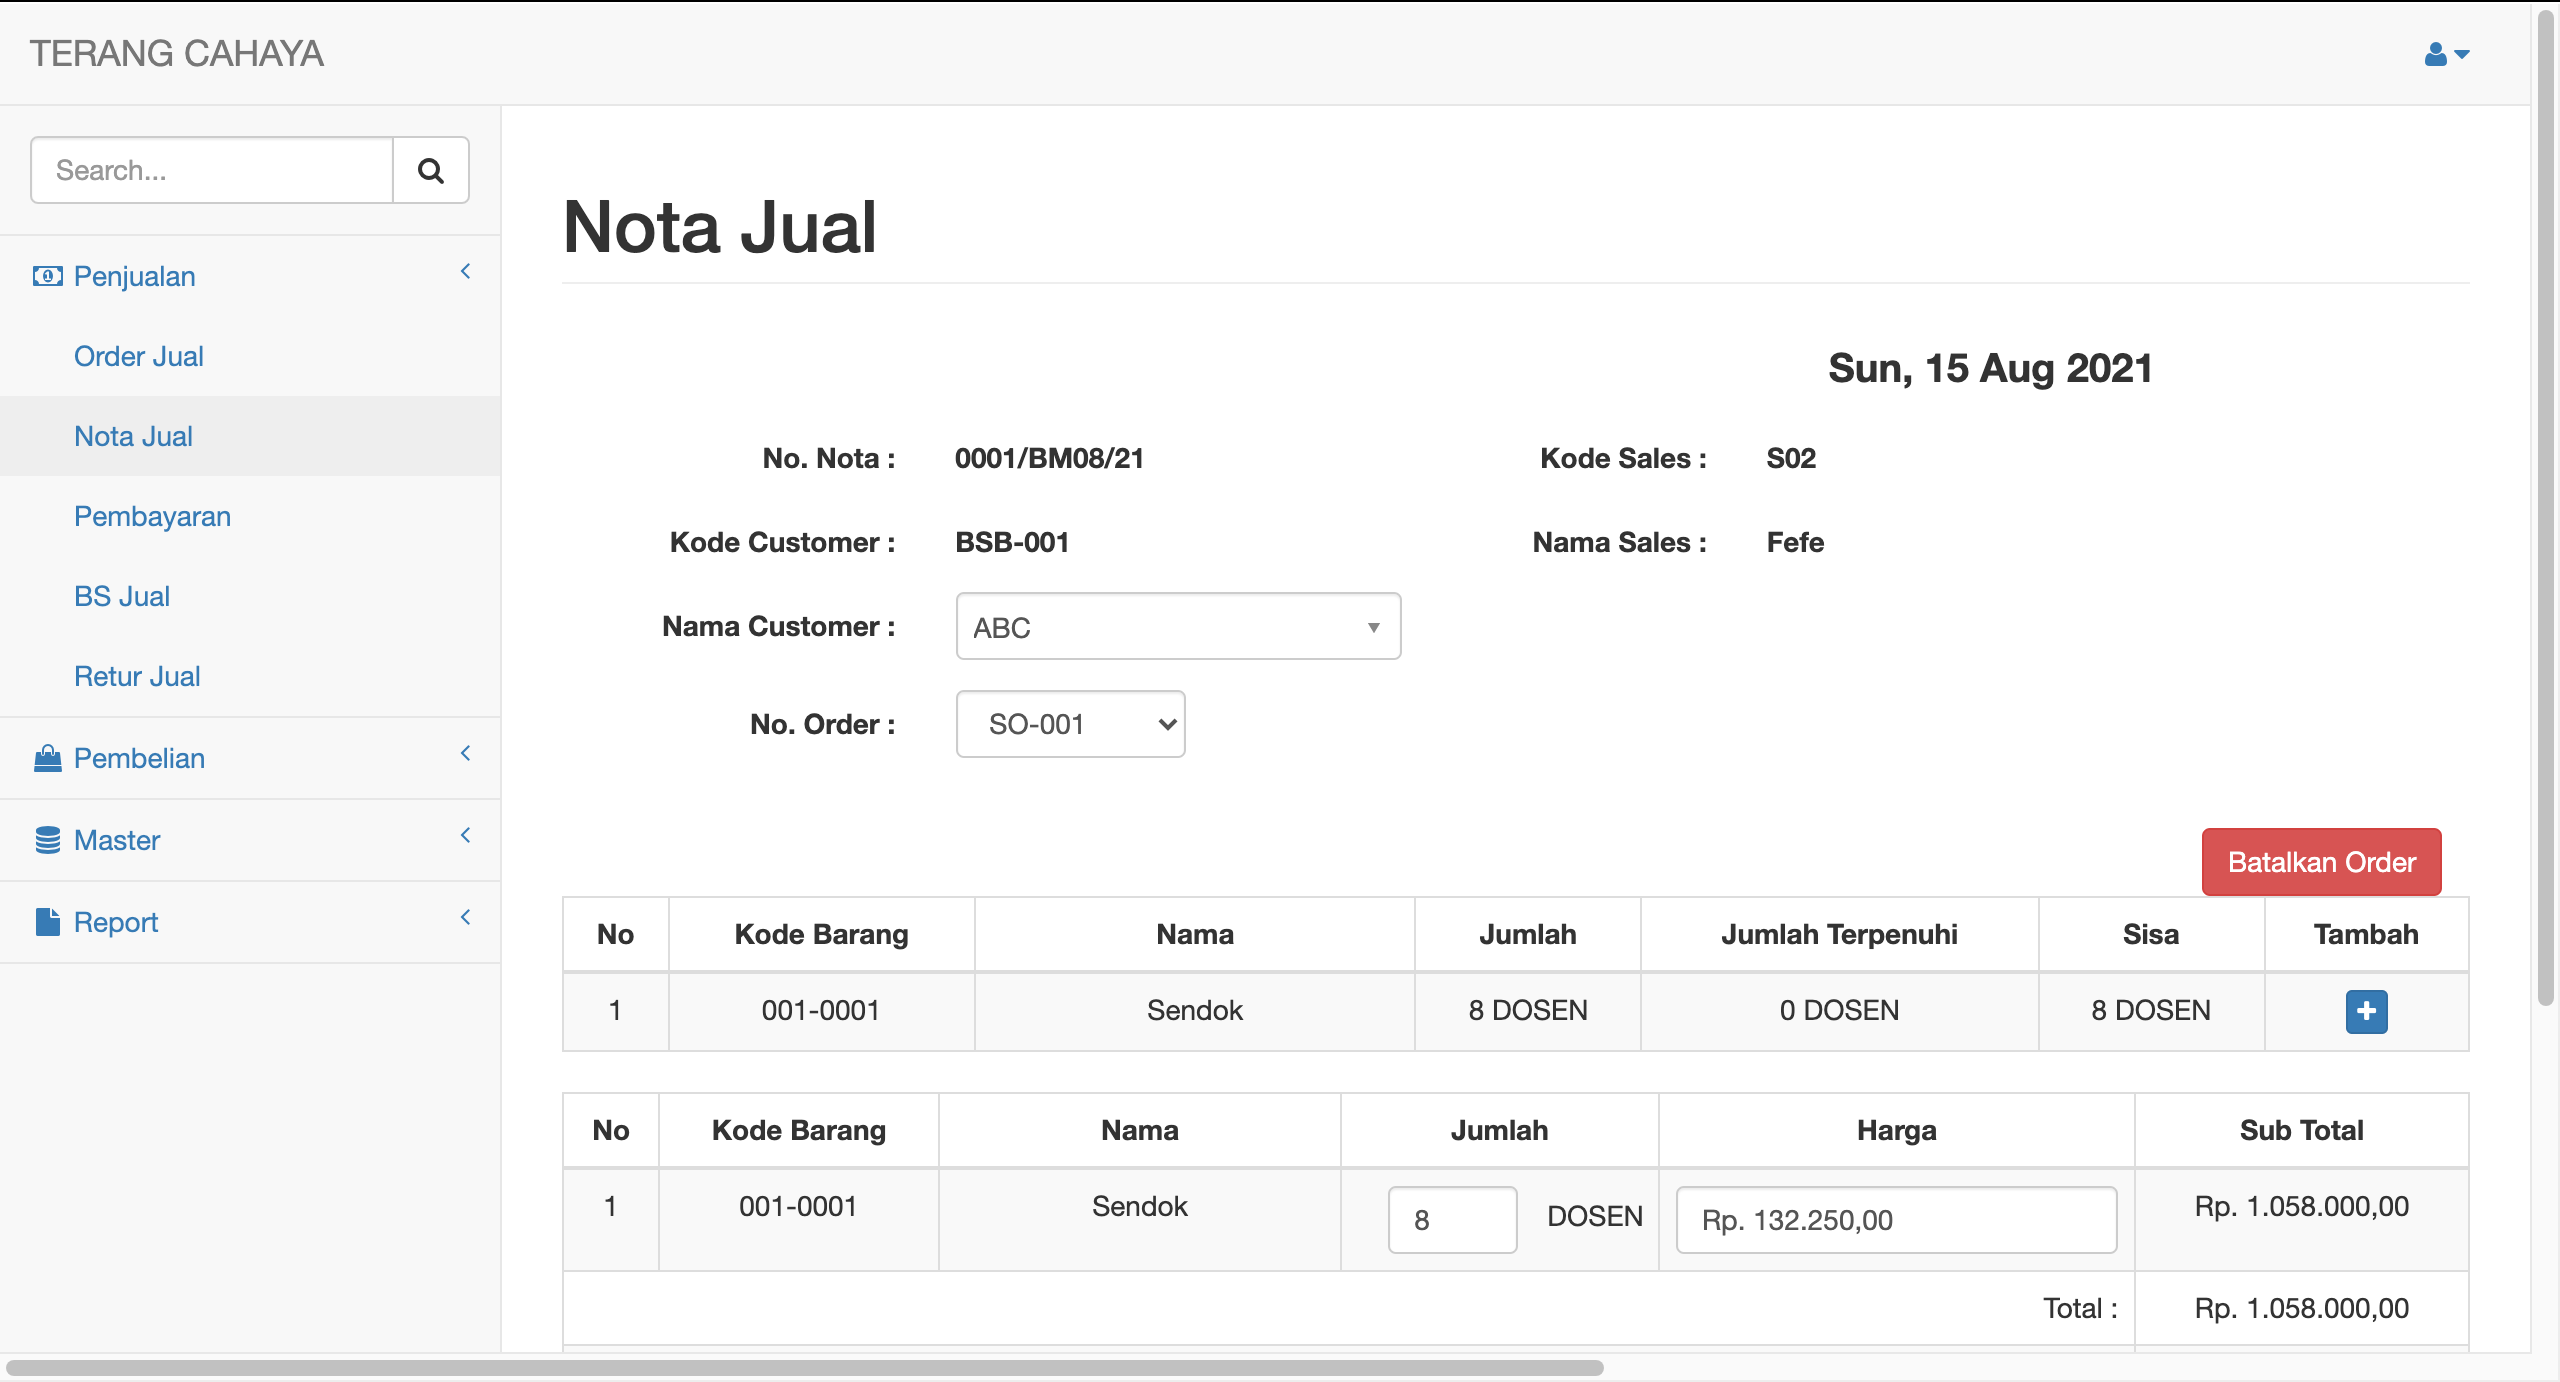 TERANG CAHAYA
Search...
Penjualan
Order Jual
Nota Jual
Pembayaran
BS Jual
Retur Jual
Pembelian
Master
Report
Nota Jual
Sun, 15 Aug 2021
No. Nota : 0001/BM08/21 Kode Sales : S02
Kode Customer : BSB-001 Nama Sales : Fefe
Nama Customer : ABC
No. Order : SO-001
Batalkan Order
No Kode Barang Nama Jumlah Jumlah Terpenuhi Sisa Tambah
1 001-0001 Sendok 8 DOSEN 0 DOSEN 8 DOSEN
No Kode Barang Nama Jumlah Harga Sub Total
1 001-0001 Sendok 8 DOSEN Rp. 132.250,00 Rp. 1.058.000,00
Total : Rp. 1.058.000,00